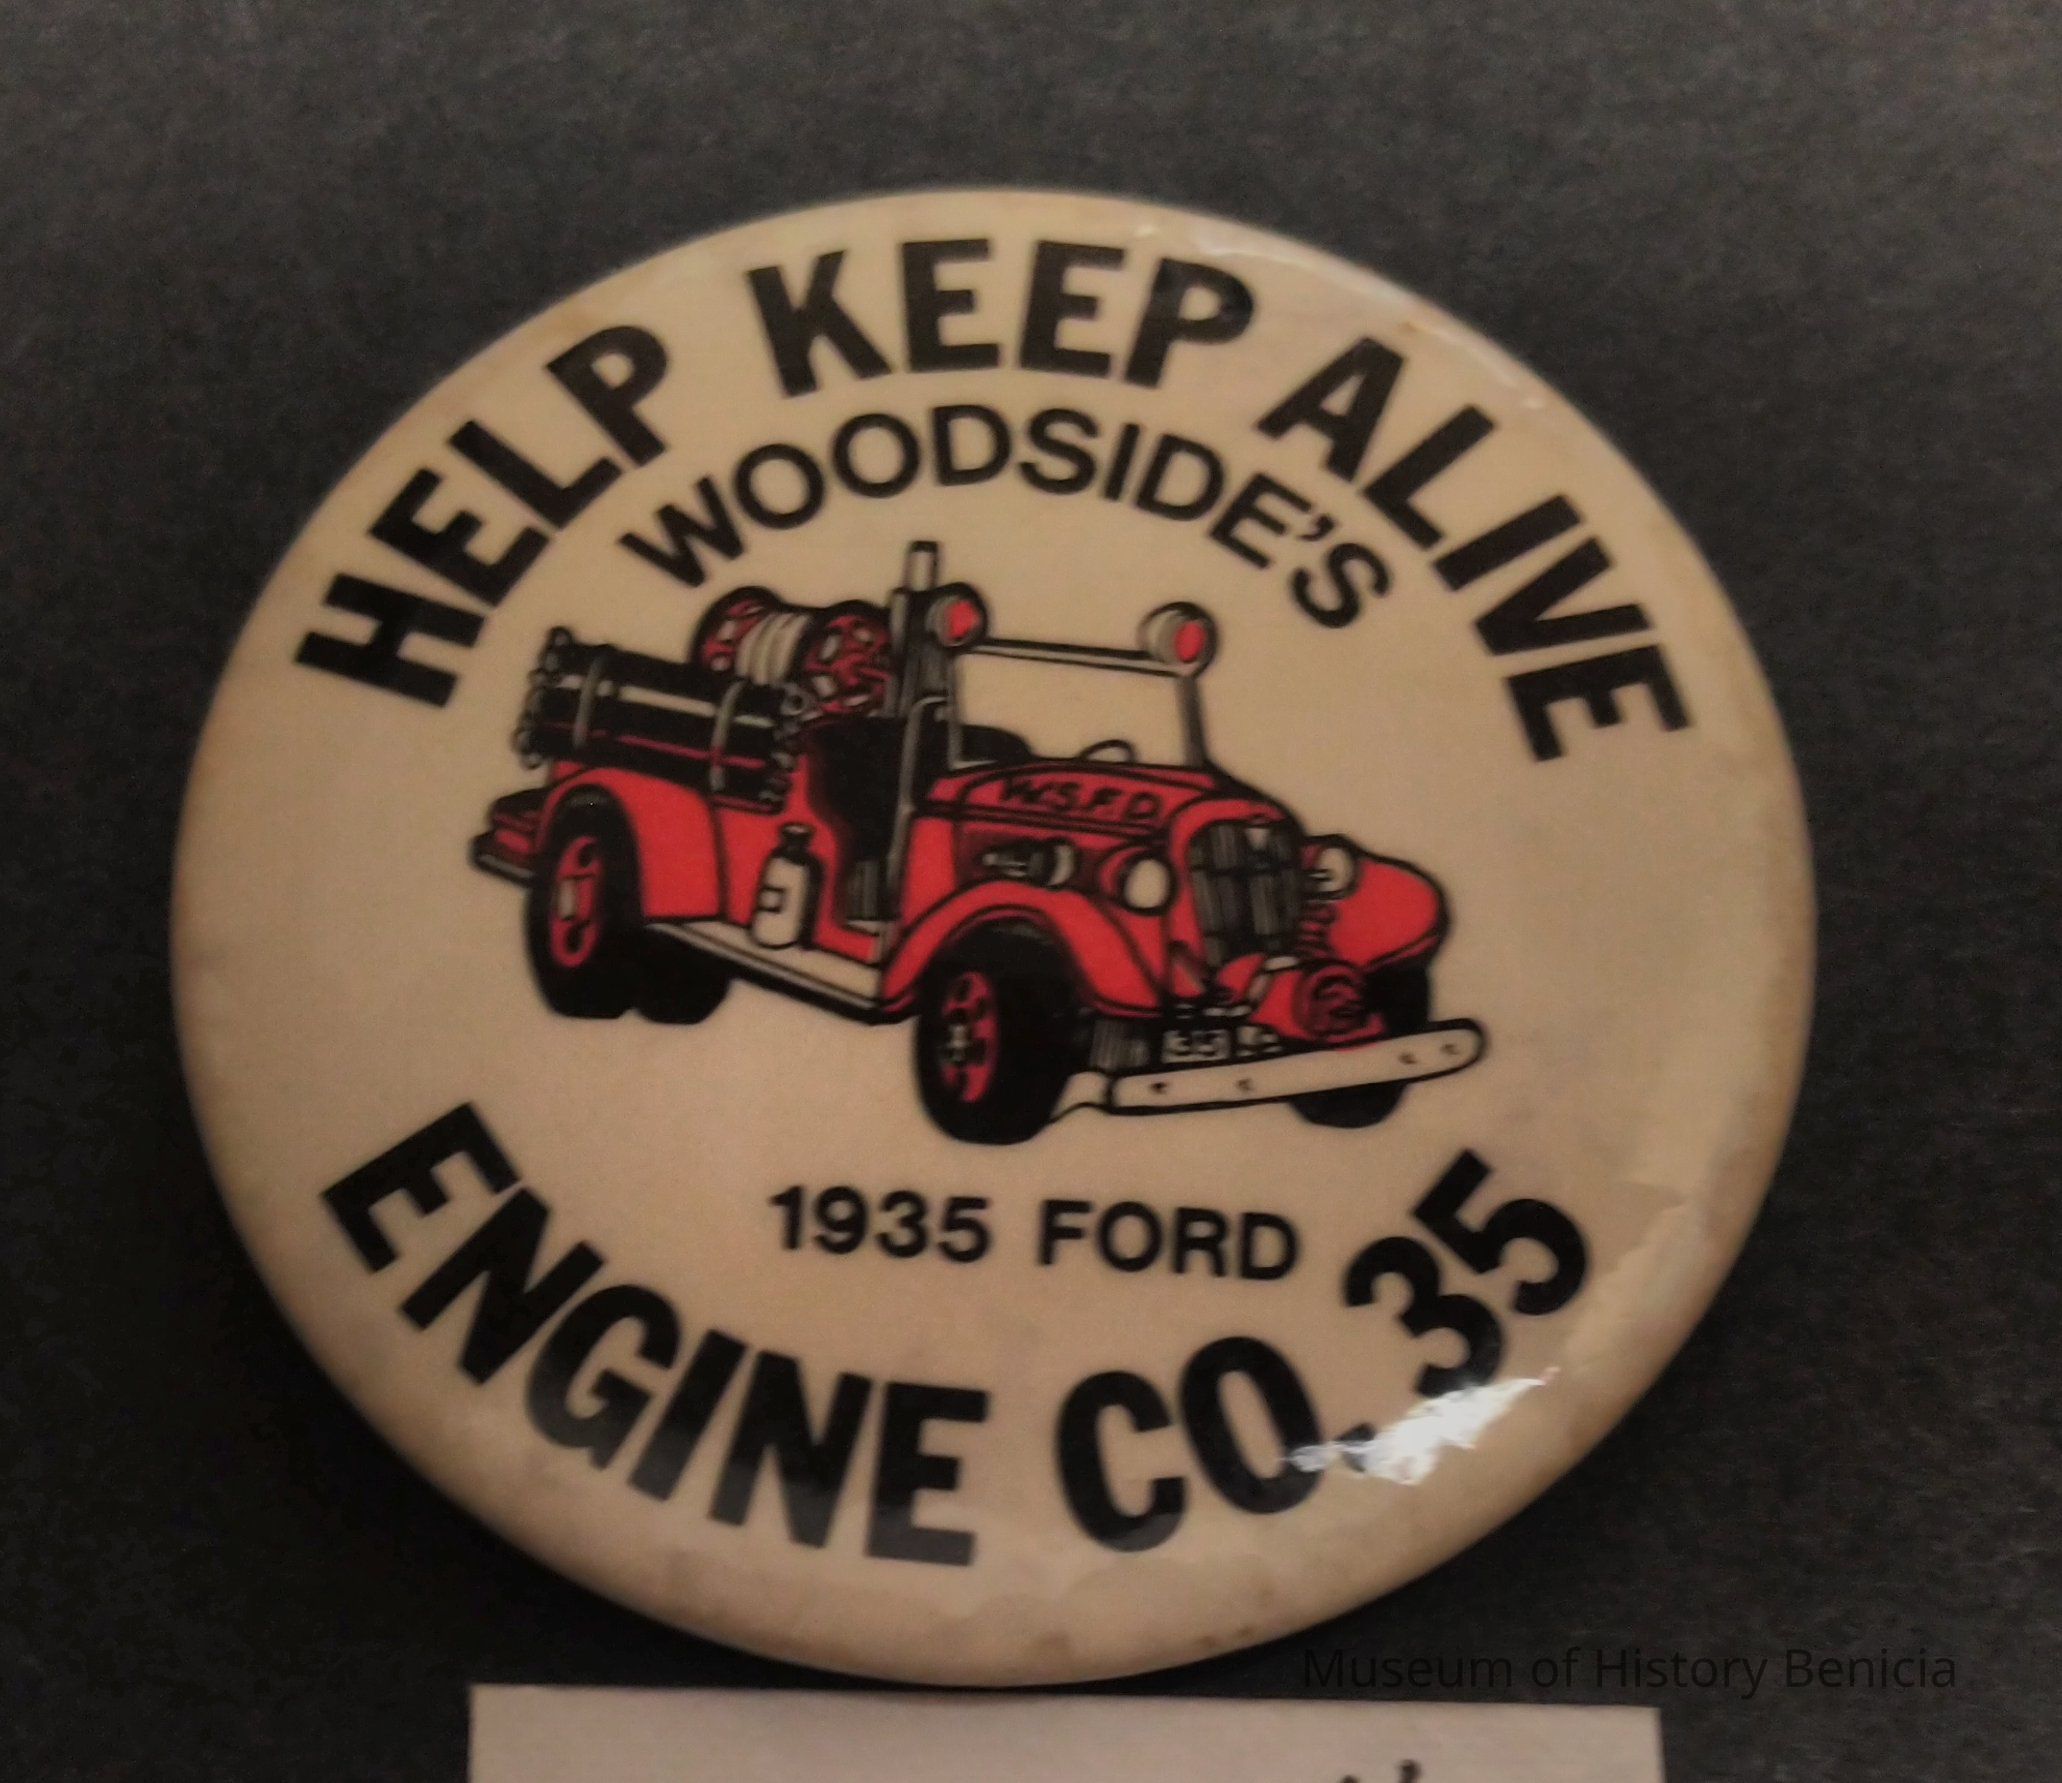 HELP KEEP ALIVE
WOODSIDE'S
W.S.F.D.
1935 FORD
ENGINE CO. 35
Museum of History Benicia